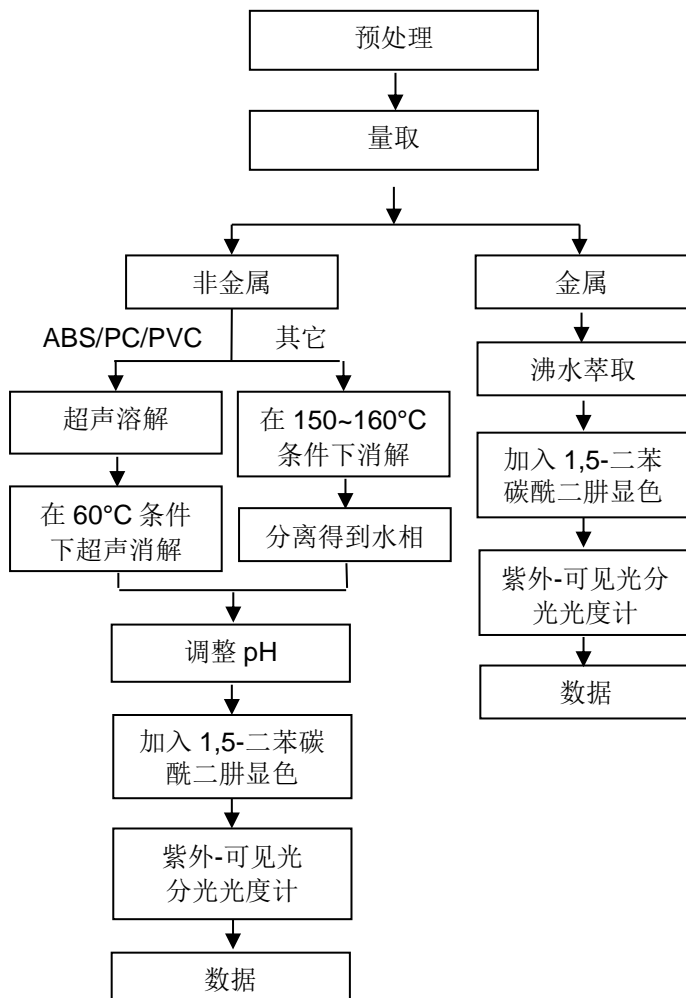 预处理
量取
非金属
金属
ABS/PC/PVC
其它
沸水萃取
超声溶解
在 150~160°C
条件下消解
加入 1,5-二苯
碳酰二肼显色
在 60°C 条件
下超声消解
分离得到水相
紫外-可见光分
光光度计
调整 pH
数据
加入 1,5-二苯碳
酰二肼显色
紫外-可见光
分光光度计
数据